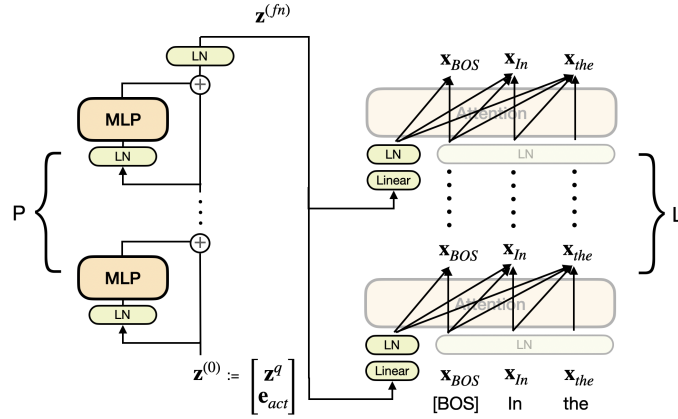 z^(fn)
LN
x_BOS x_In x_the
MLP
Attention
LN
LN LN
Linear
P
L
x_BOS x_In x_the
MLP
Attention
LN
LN LN
z^(0) := [z^q e_act]
Linear
x_BOS x_In x_the
[BOS] In the